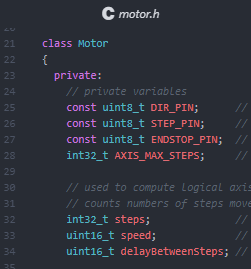 C motor.h
20
21 class Motor
22 {
23 private:
24 // private variables
25 const uint8_t DIR_PIN; //
26 const uint8_t STEP_PIN; //
27 const uint8_t ENDSTOP_PIN; //
28 int32_t AXIS_MAX_STEPS; //
29
30 // used to compute logical axis
31 // counts numbers of steps move
32 int32_t steps; //
33 uint16_t speed; //
34 uint16_t delayBetweenSteps; //
35